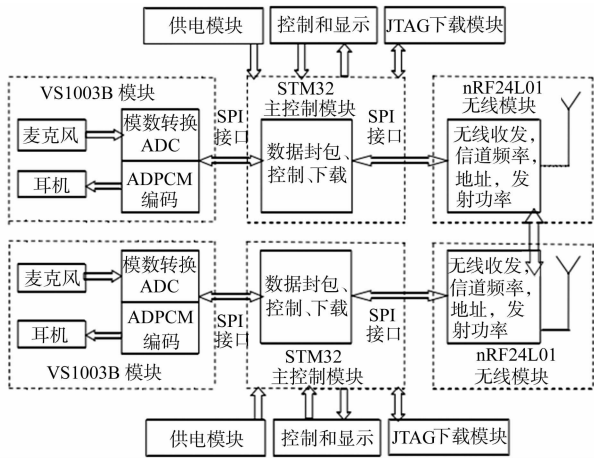 供电模块
控制和显示
JTAG下载模块
VS1003B 模块
STM32
主控制模块
nRF24L01
无线模块
麦克风
模数转换
ADC
耳机
ADPCM
编码
SPI
接口
数据封包、
控制、下载
SPI
接口
无线收发,
信道频率,
地址,发
射功率
麦克风
模数转换
ADC
耳机
ADPCM
编码
SPI
接口
数据封包、
控制、下载
SPI
接口
无线收发,
信道频率,
地址,发
射功率
VS1003B 模块
STM32
主控制模块
nRF24L01
无线模块
供电模块
控制和显示
JTAG下载模块